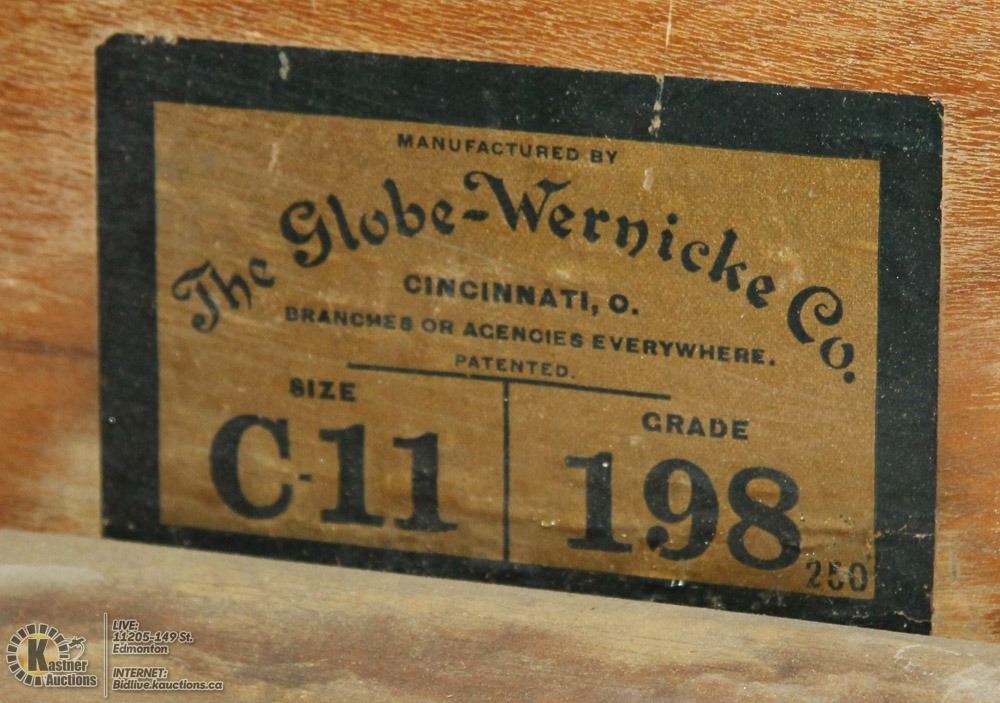 MANUFACTURED BY
The Globe-Wernicke Co.
CINCINNATI, O.
BRANCHES OR AGENCIES EVERYWHERE.
PATENTED.
SIZE
C-11
GRADE
198
250
Kastner
Auctions
LIVE:
11205-149 St.
Edmonton
INTERNET:
Bidlive.kauctions.ca